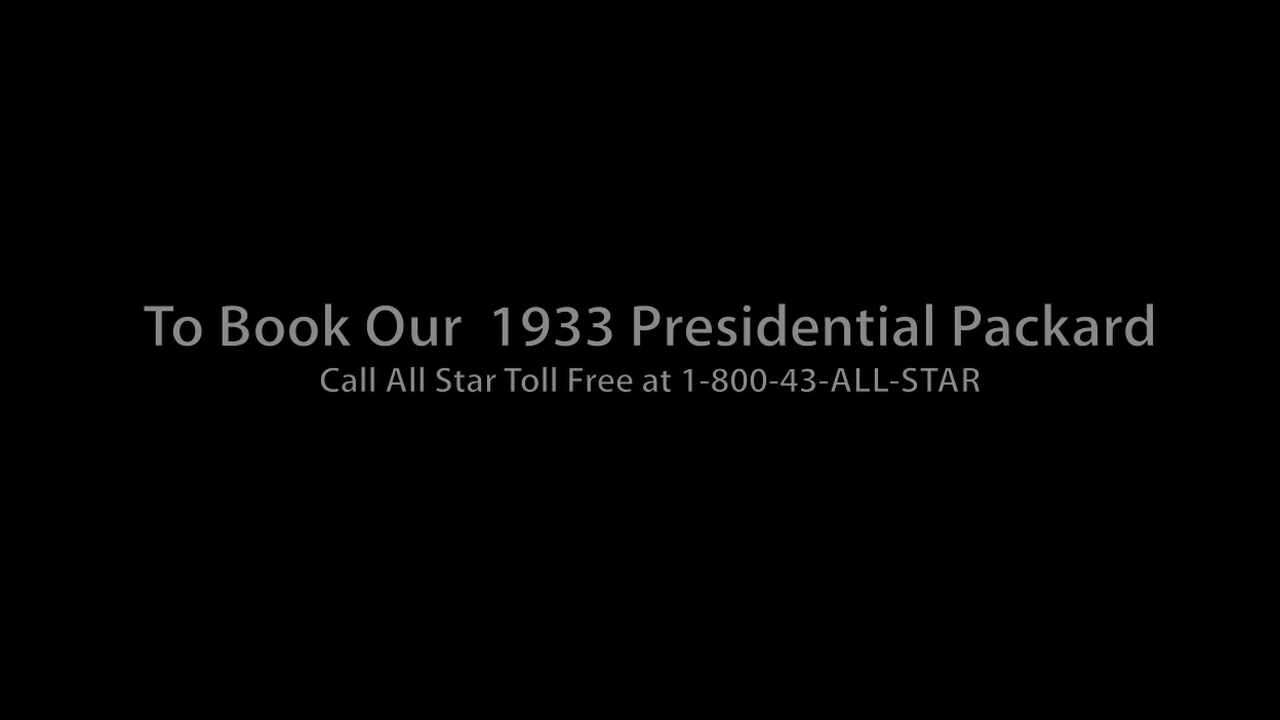 To Book Our  1933 Presidential Packard
Call All Star Toll Free at 1-800-43-ALL-STAR